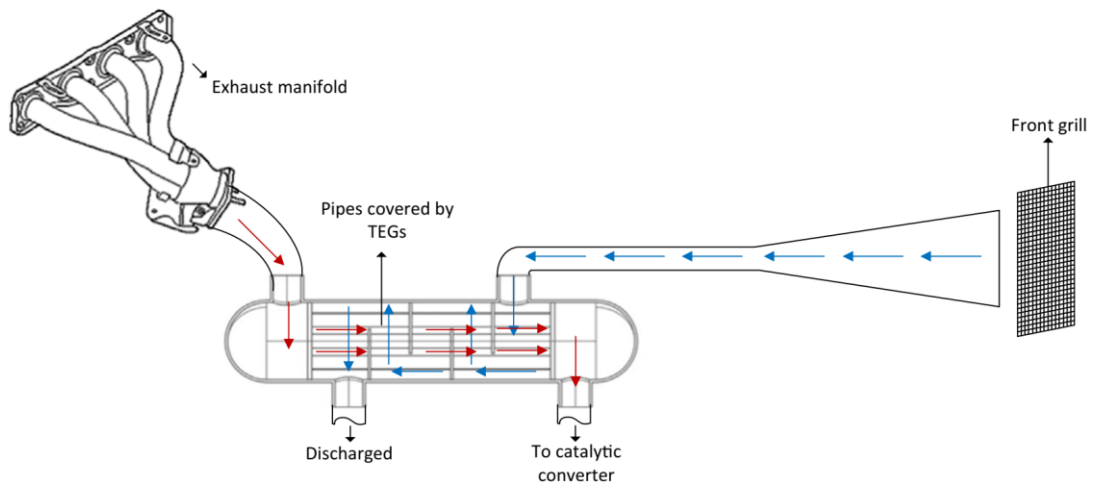 Exhaust manifold
Front grill
Pipes covered by
TEGs
Discharged
To catalytic
converter